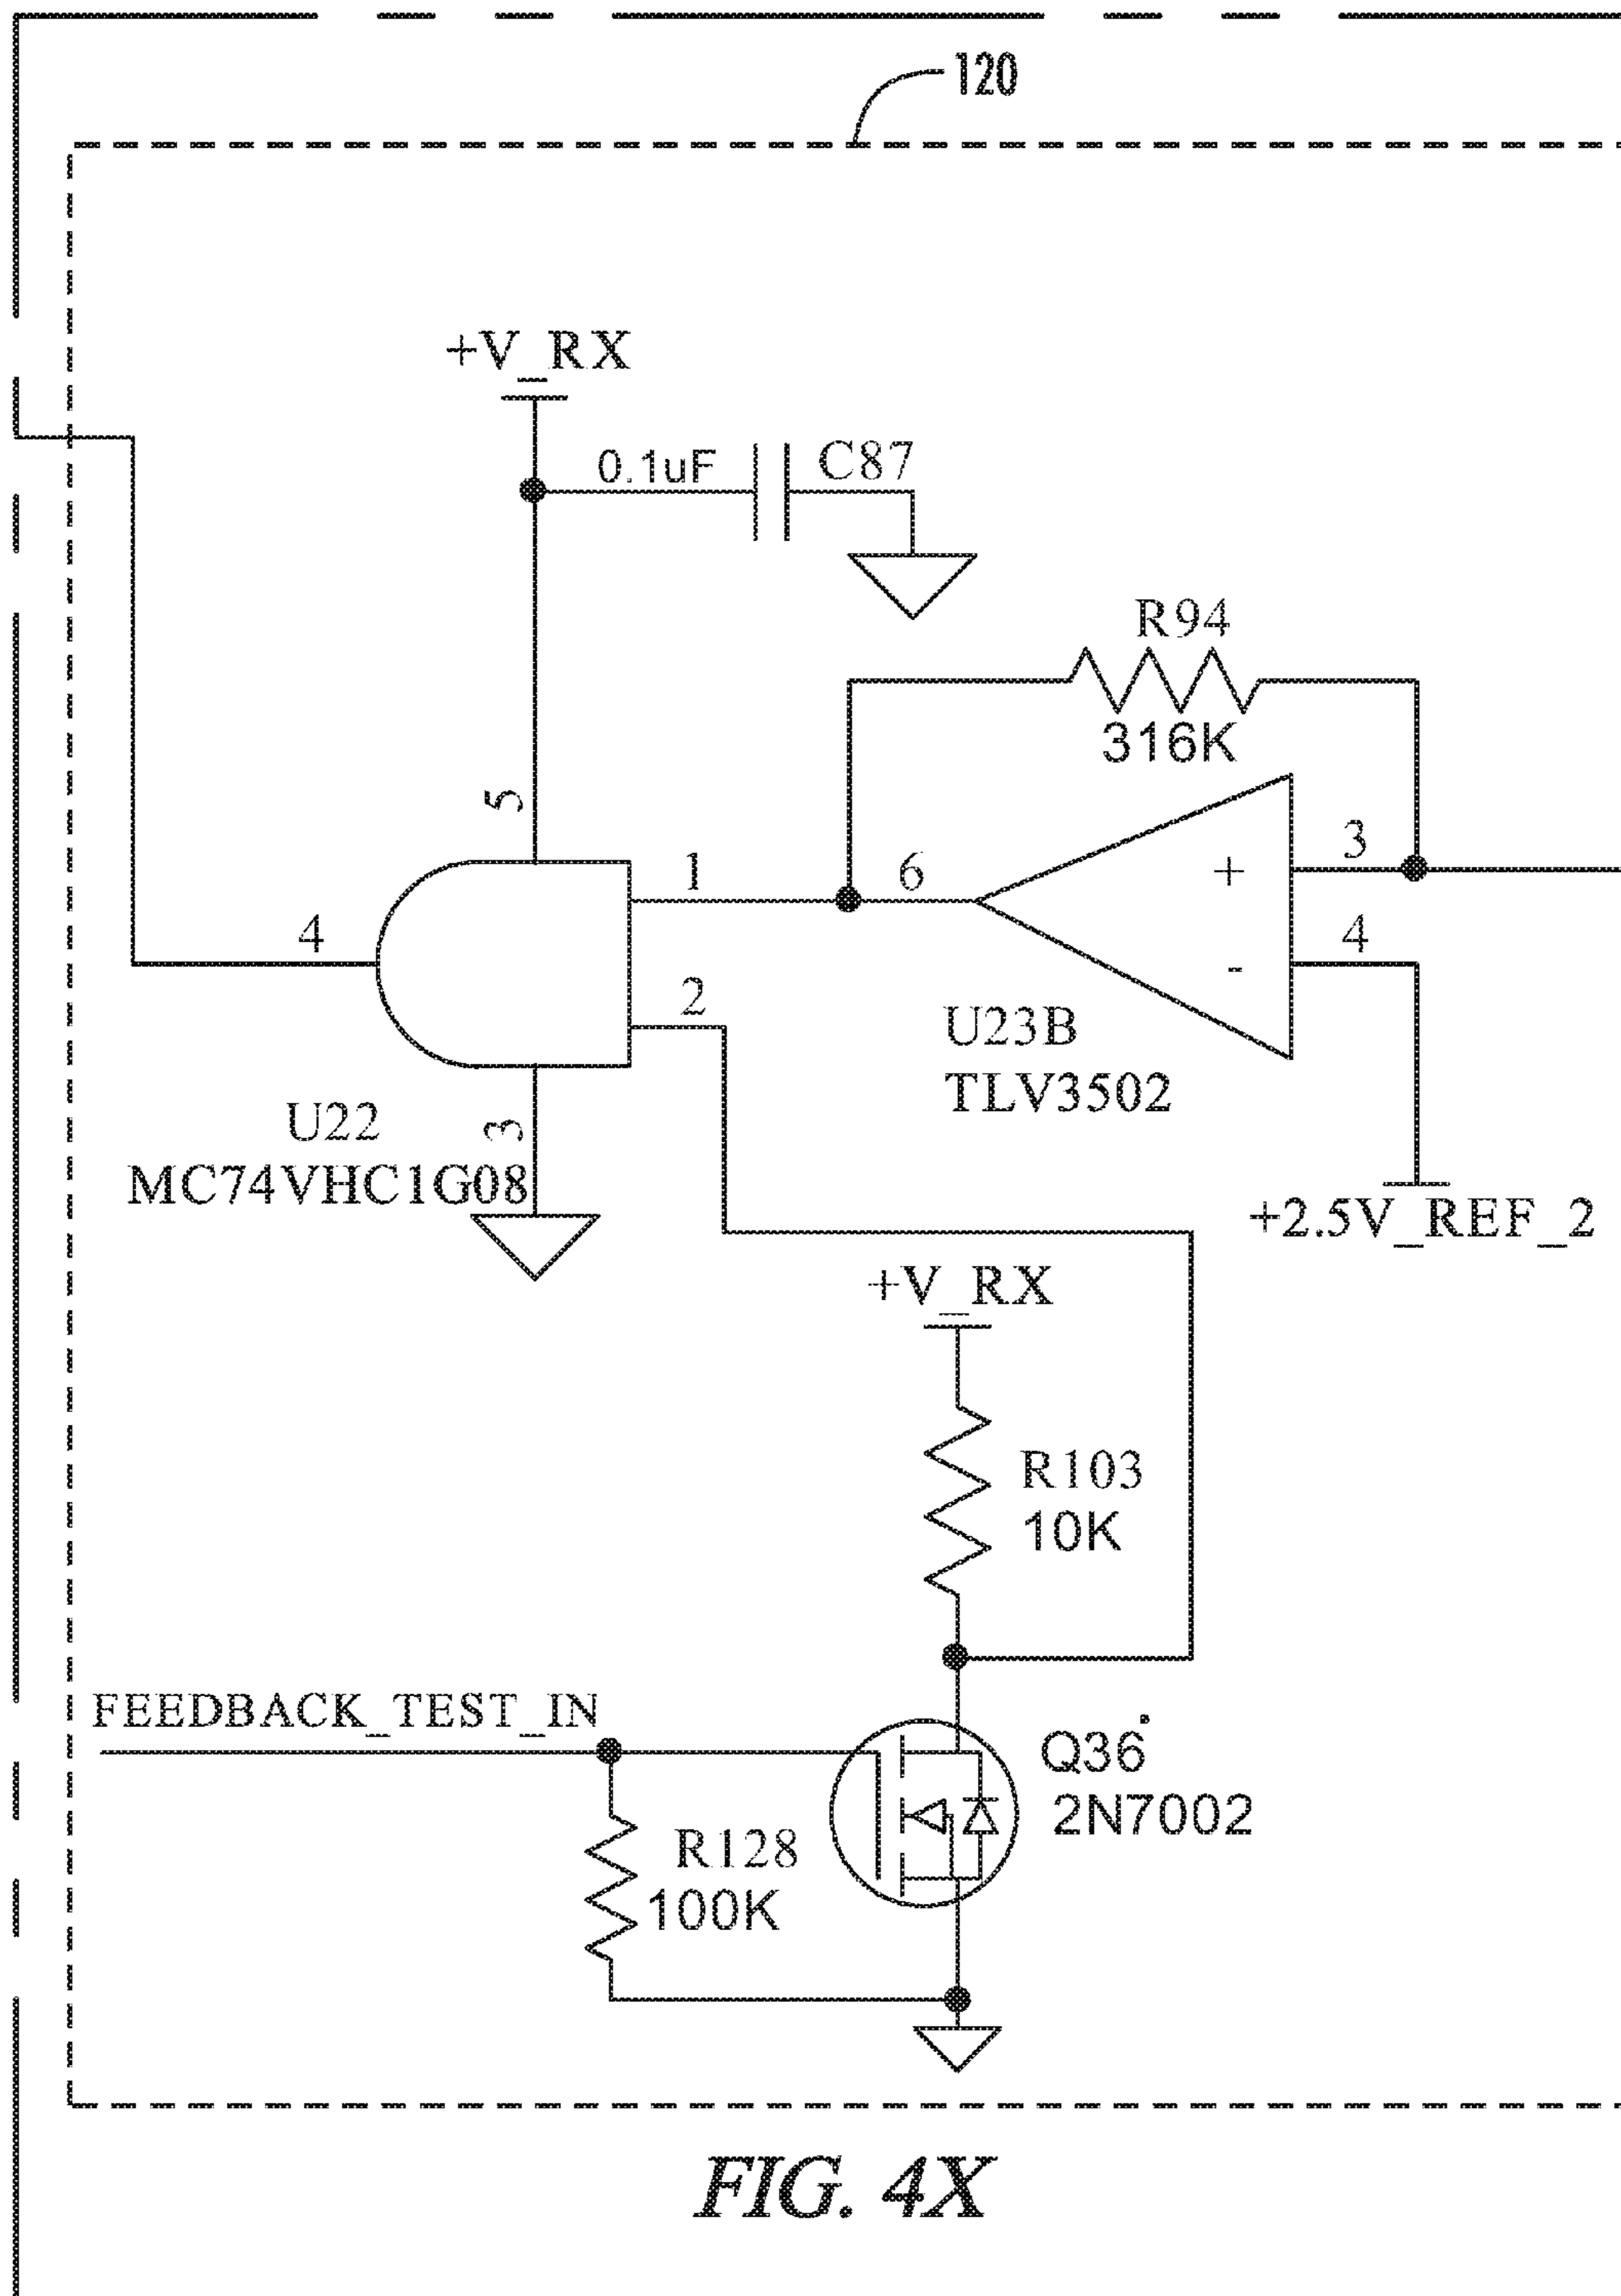 120
+V_RX
0.1uF C87
R94
316K
5
1
6
+
3
4
-
4
2
U23B
TLV3502
U22
3
MC74VHC1G08
+2.5V_REF_2
+V_RX
R103
10K
FEEDBACK_TEST_IN
Q36
2N7002
R128
100K
FIG. 4X